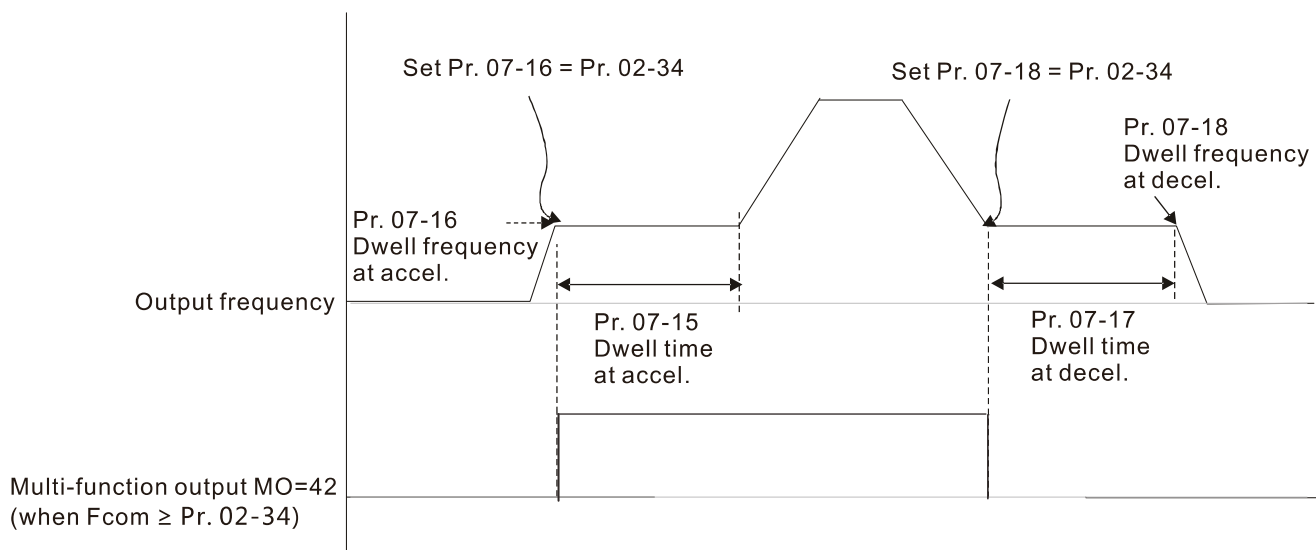 Set Pr. 07-16 = Pr. 02-34
Set Pr. 07-18 = Pr. 02-34
Pr. 07-18
Dwell frequency
at decel.
Pr. 07-16
Dwell frequency
at accel.
Output frequency
Pr. 07-15
Dwell time
at accel.
Pr. 07-17
Dwell time
at decel.
Multi-function output MO=42
(when Fcom ≥ Pr. 02-34)